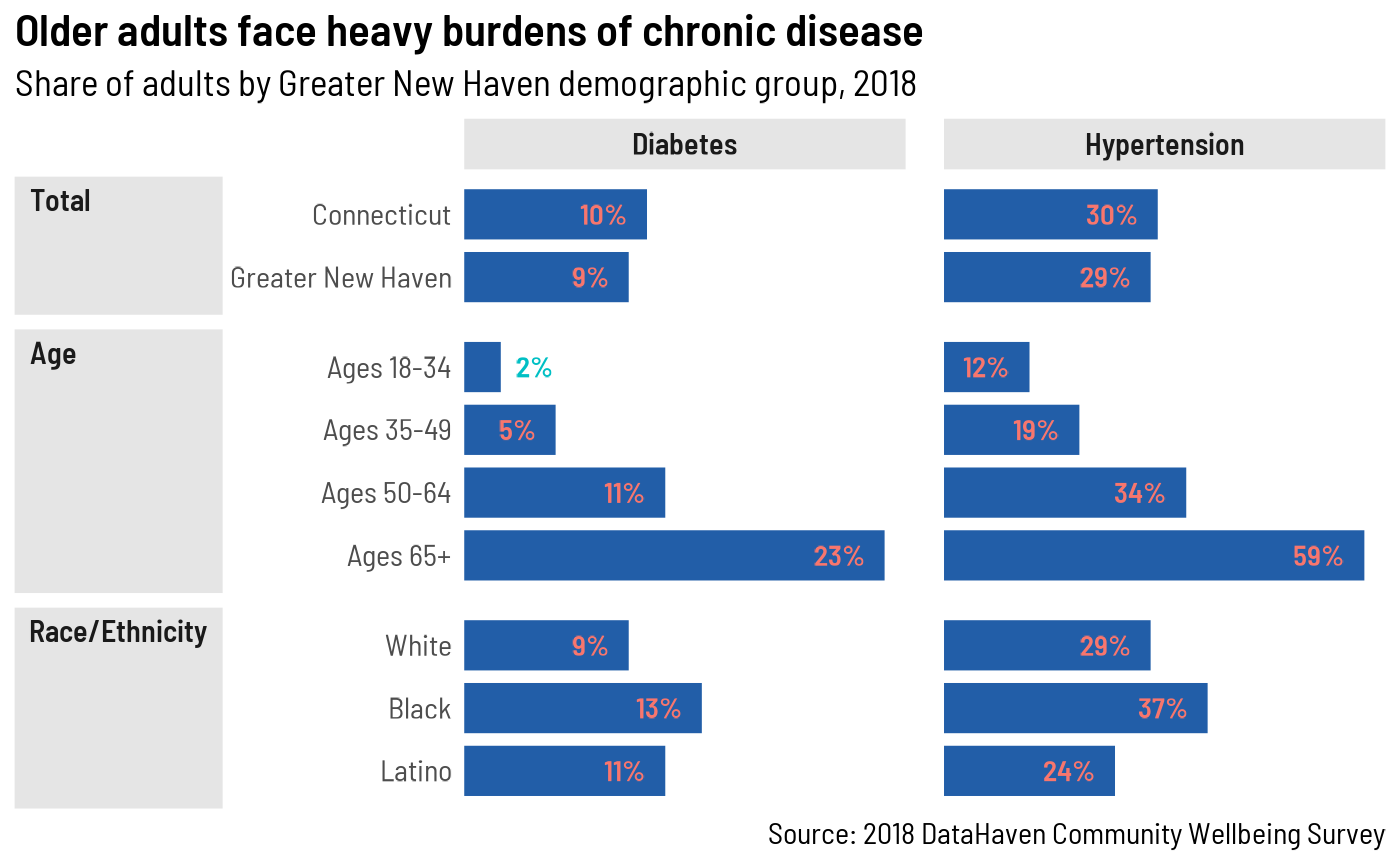 Older adults face heavy burdens of chronic disease
Share of adults by Greater New Haven demographic group, 2018
Diabetes Hypertension
Total
Connecticut 10% 30%
Greater New Haven 9% 29%
Age
Ages 18-34 2% 12%
Ages 35-49 5% 19%
Ages 50-64 11% 34%
Ages 65+ 23% 59%
Race/Ethnicity
White 9% 29%
Black 13% 37%
Latino 11% 24%
Source: 2018 DataHaven Community Wellbeing Survey